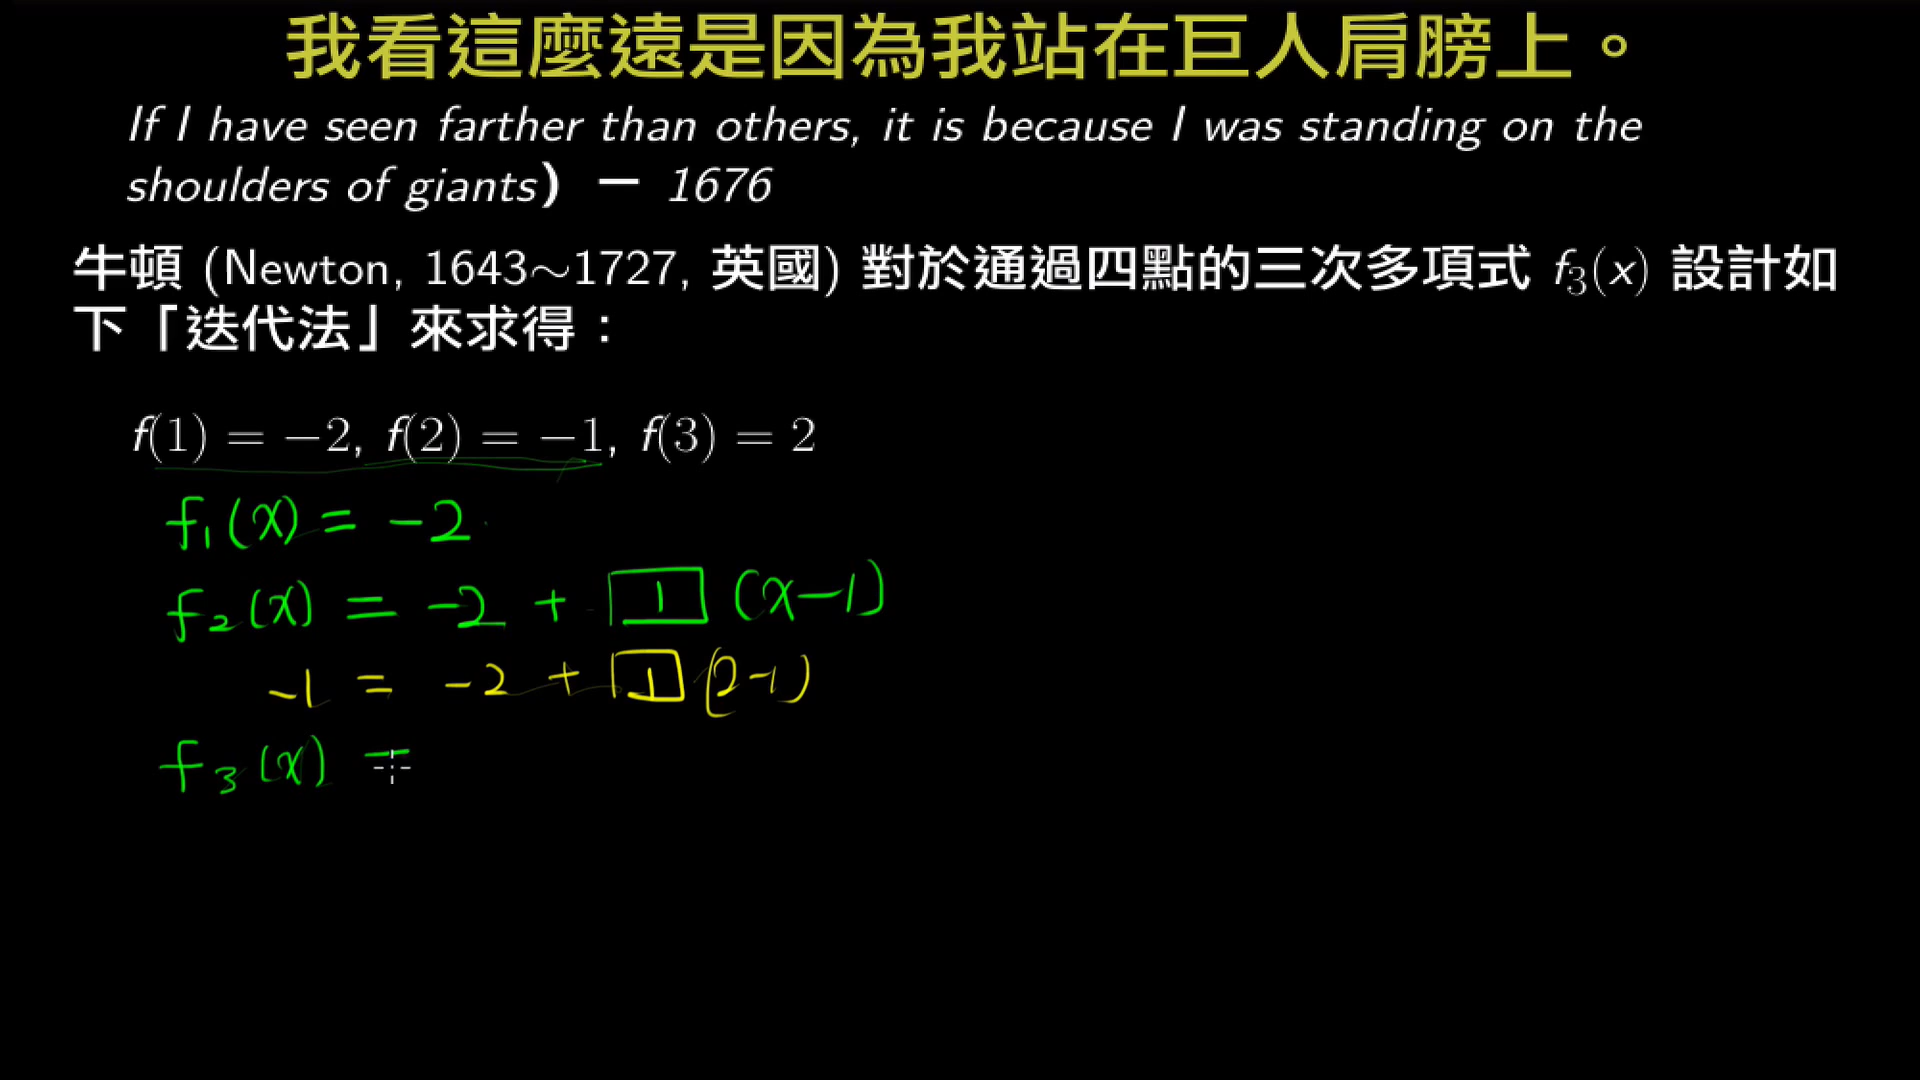 我看這麼遠是因為我站在巨人肩膀上。
If I have seen farther than others, it is because I was standing on the
shoulders of giants) － 1676
牛頓 (Newton, 1643~1727, 英國) 對於通過四點的三次多項式 f₃(x) 設計如
下「迭代法」來求得：
f(1) = −2, f(2) = −1, f(3) = 2
f₁(x) = −2
f₂(x) = −2 + 1 (x−1)
−1 = −2 + 1 (2−1)
f₃(x) =